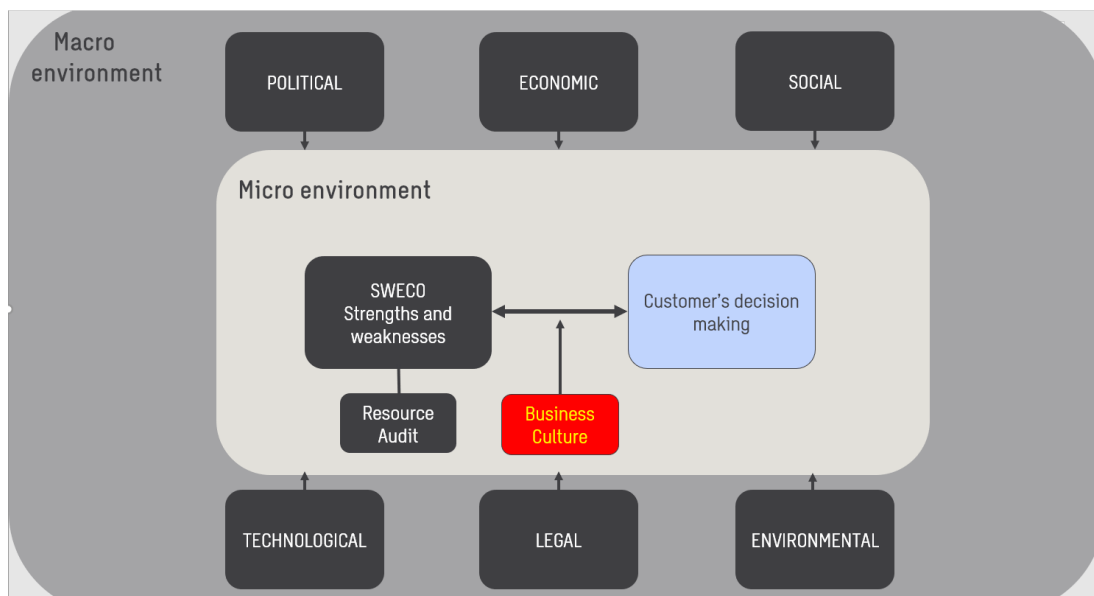 Macro
environment
POLITICAL
ECONOMIC
SOCIAL
Micro environment
SWECO
Strengths and
weaknesses
Customer's decision
making
Resource
Audit
Business
Culture
TECHNOLOGICAL
LEGAL
ENVIRONMENTAL